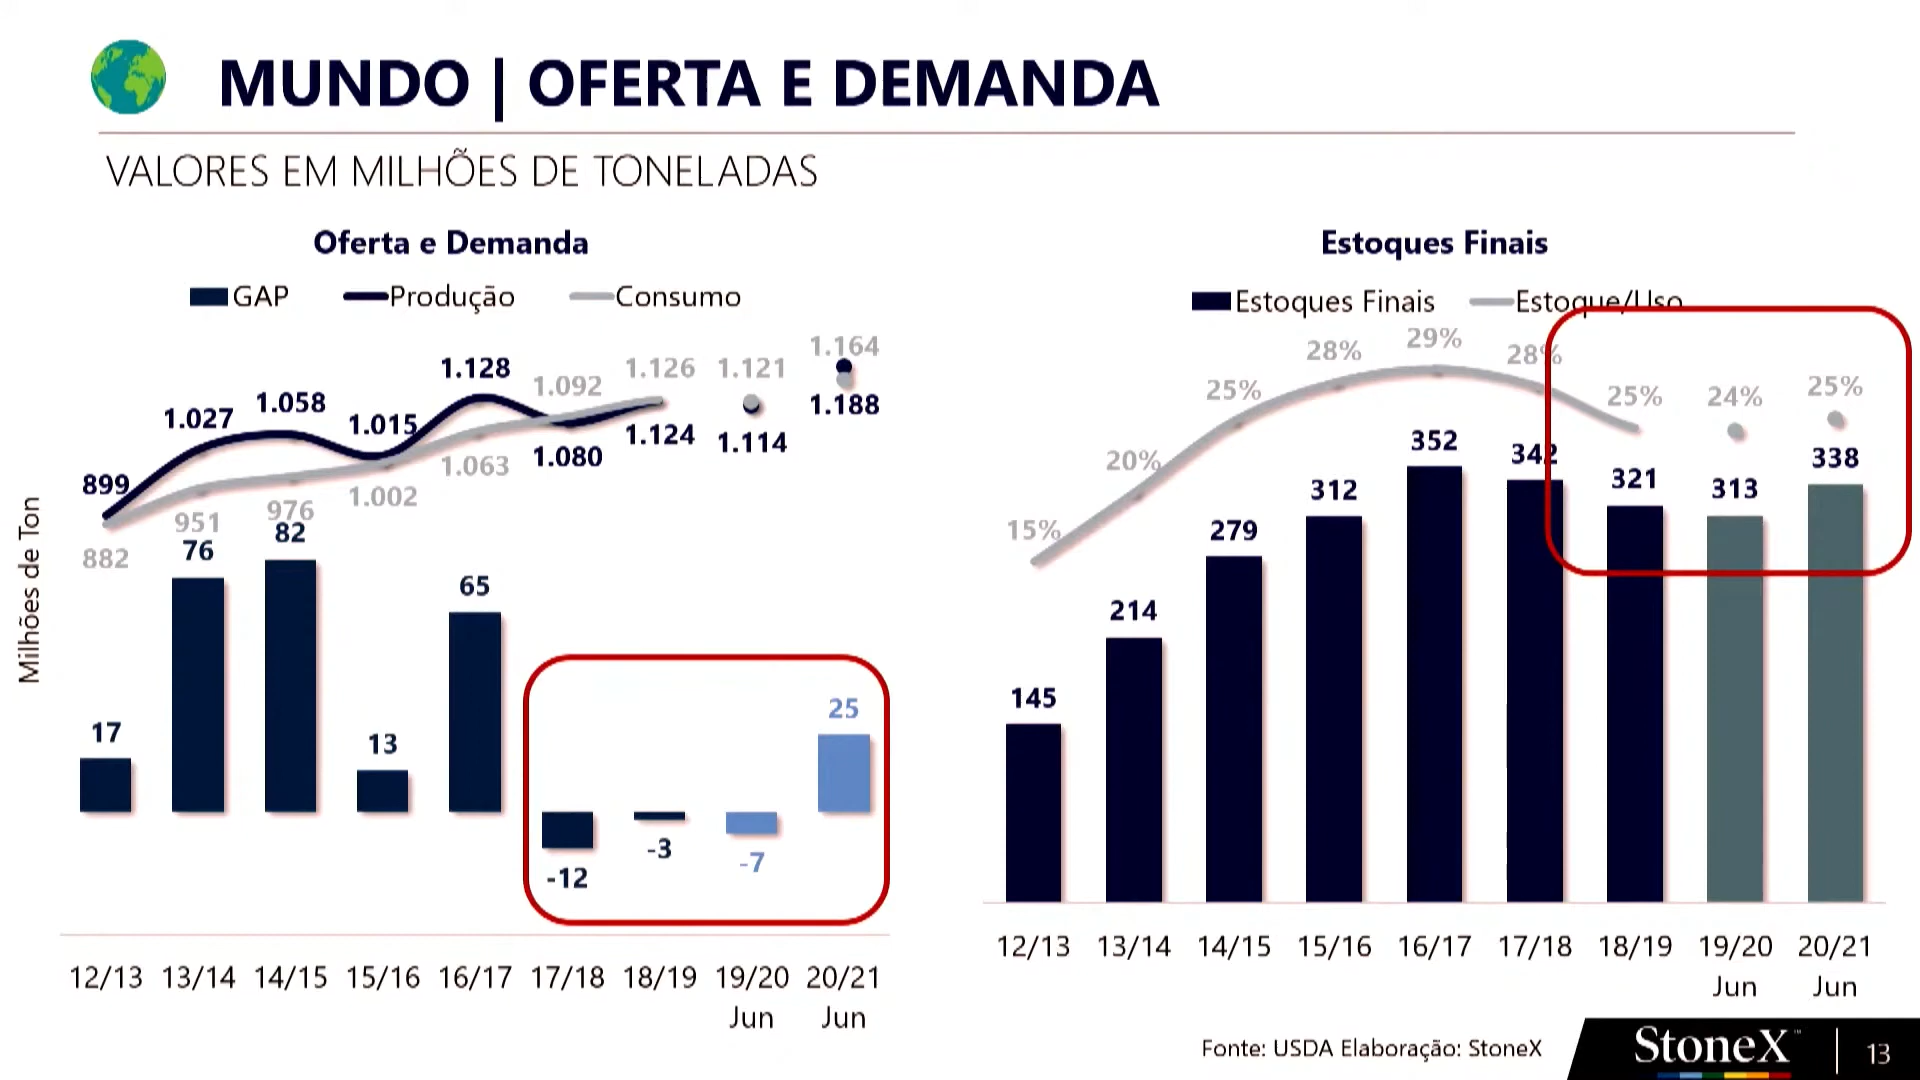 MUNDO | OFERTA E DEMANDA
VALORES EM MILHÕES DE TONELADAS
Oferta e Demanda
GAP Produção Consumo
Milhões de Ton
1.164
1.128 1.092 1.126 1.121
1.027 1.058 1.015 1.188
899 1.063 1.080 1.124 1.114
882 951 976 1.002
17 76 82 13 65 -12 -3 -7 25
12/13 13/14 14/15 15/16 16/17 17/18 18/19 19/20 20/21
Jun Jun
Estoques Finais
Estoques Finais Estoque/Uso
15% 20% 25% 28% 29% 28% 25% 24% 25%
145 214 279 312 352 342 321 313 338
12/13 13/14 14/15 15/16 16/17 17/18 18/19 19/20 20/21
Jun Jun
Fonte: USDA Elaboração: StoneX
StoneX™ 13